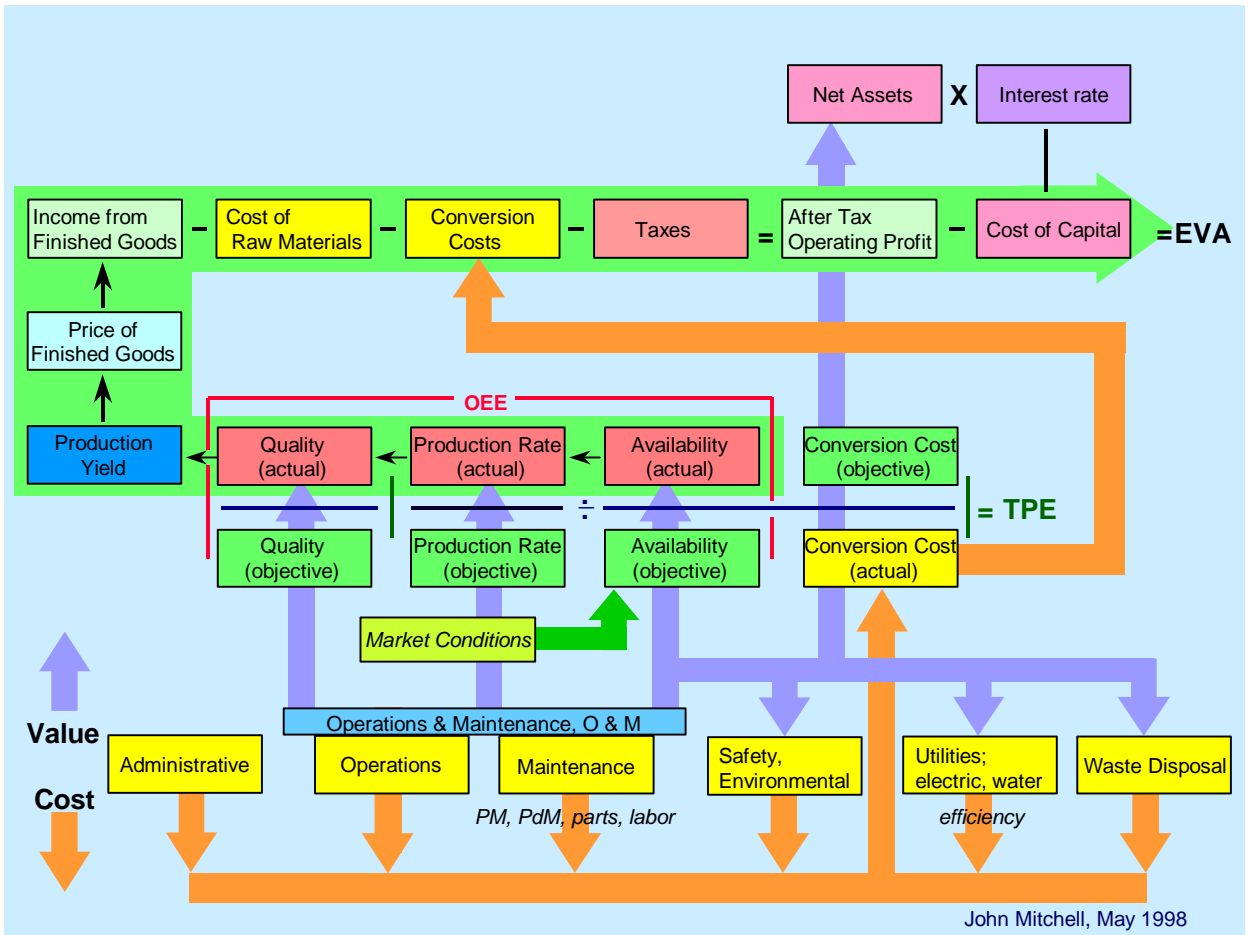 Net Assets X Interest rate
Income from
Finished Goods
-
Cost of
Raw Materials
-
Conversion
Costs
-
Taxes
=
After Tax
Operating Profit
-
Cost of Capital
=EVA
Price of
Finished Goods
OEE
Production
Yield
Quality
(actual)
Production Rate
(actual)
Availability
(actual)
Conversion Cost
(objective)
÷
= TPE
Quality
(objective)
Production Rate
(objective)
Availability
(objective)
Conversion Cost
(actual)
Market Conditions
Value
Operations & Maintenance, O & M
Administrative
Operations
Maintenance
Safety,
Environmental
Utilities;
electric, water
Waste Disposal
Cost
PM, PdM, parts, labor
efficiency
John Mitchell, May 1998